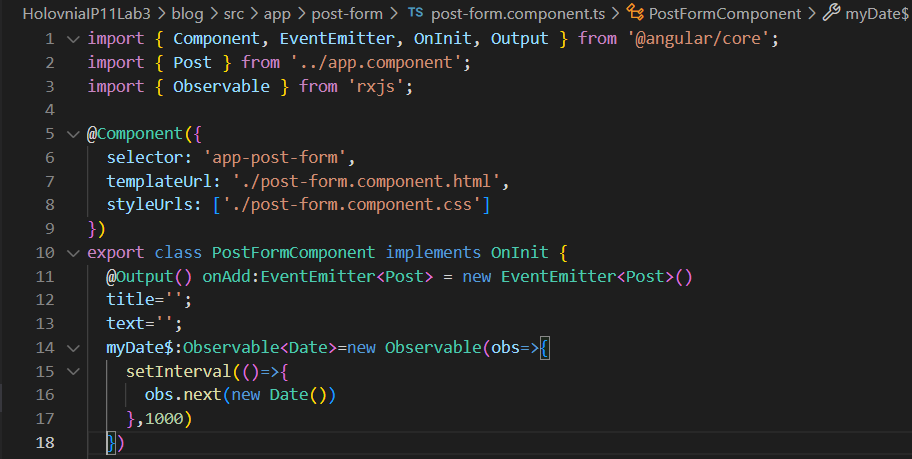 HolovniaIP11Lab3 > blog > src > app > post-form > TS post-form.component.ts > PostFormComponent > myDate$
1 import { Component, EventEmitter, OnInit, Output } from '@angular/core';
2 import { Post } from '../app.component';
3 import { Observable } from 'rxjs';
4
5 @Component({
6 selector: 'app-post-form',
7 templateUrl: './post-form.component.html',
8 styleUrls: ['./post-form.component.css']
9 })
10 export class PostFormComponent implements OnInit {
11 @Output() onAdd:EventEmitter<Post> = new EventEmitter<Post>()
12 title='';
13 text='';
14 myDate$:Observable<Date>=new Observable(obs=>{
15 setInterval(()=>{
16 obs.next(new Date())
17 },1000)
18 })